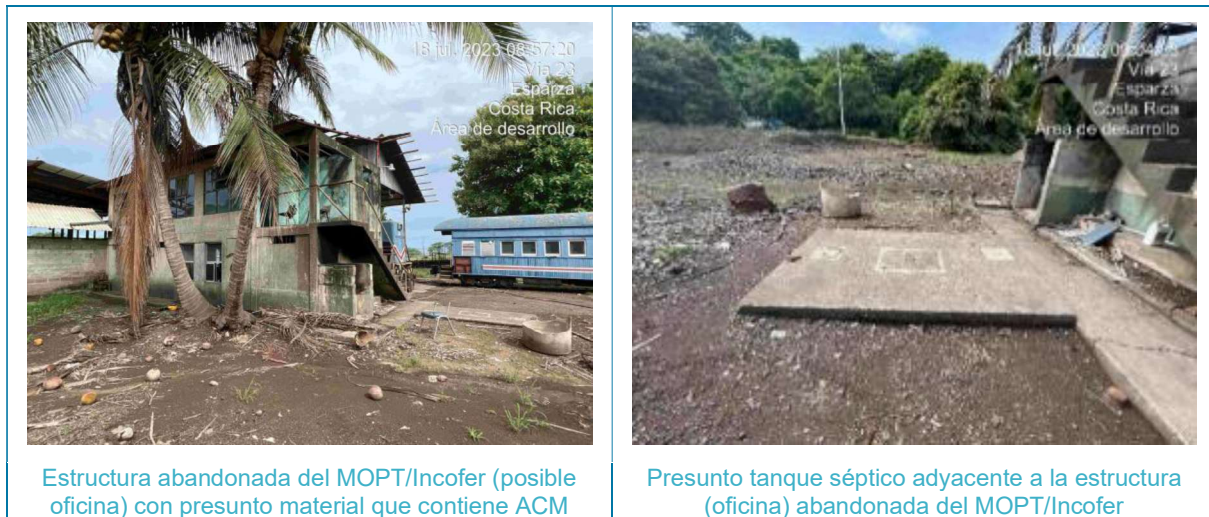 18 jul. 2023 08:57:20
Vía 23
Esparza
Costa Rica
Área de desarrollo
Estructura abandonada del MOPT/Incofer (posible
oficina) con presunto material que contiene ACM
Vía 23
Esparza
Costa Rica
Área de desarrollo
Presunto tanque séptico adyacente a la estructura
(oficina) abandonada del MOPT/Incofer